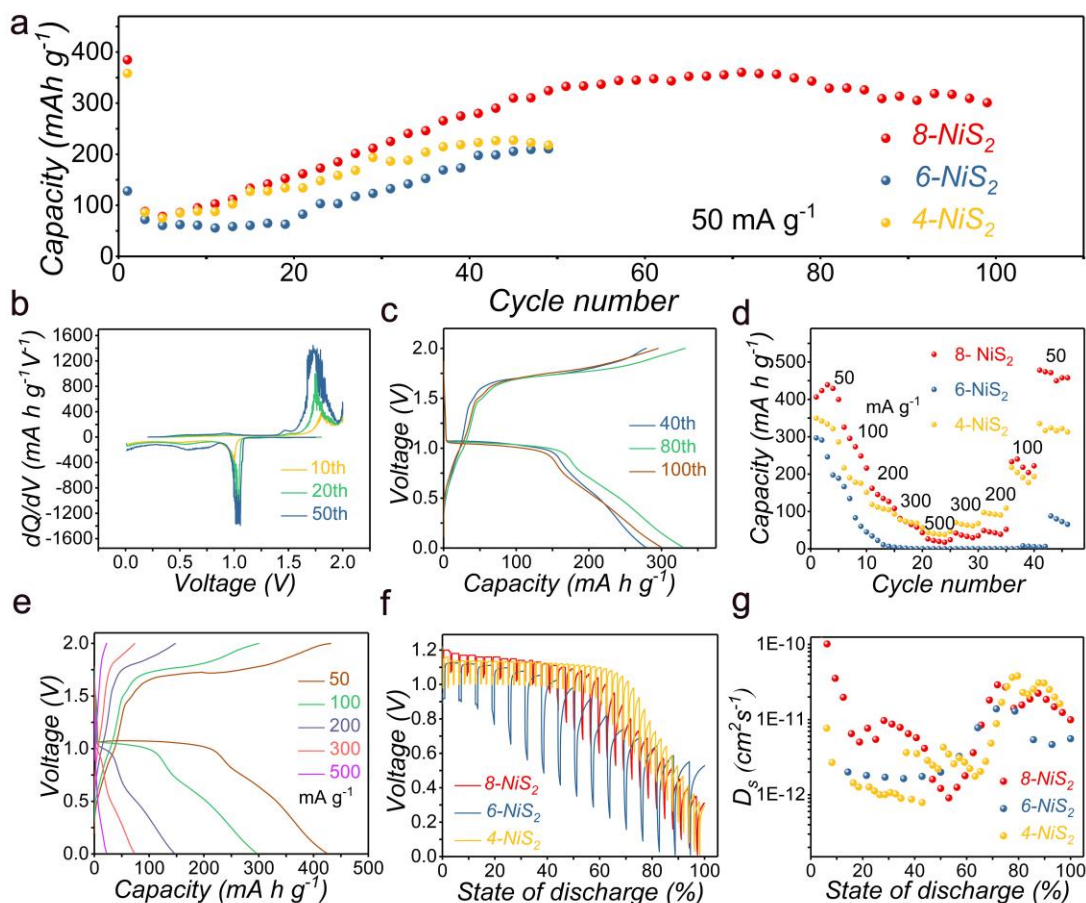 a
Capacity (mAh g⁻¹)
400
300
200
100
0
0
20
40
60
80
100
Cycle number
8-NiS₂
6-NiS₂
4-NiS₂
50 mA g⁻¹
b
dQ/dV (mA h g⁻¹V⁻¹)
1600
1200
800
400
0
-400
-800
-1200
-1600
0.0
0.5
1.0
1.5
2.0
Voltage (V)
10th
20th
50th
c
Voltage (V)
2.0
1.5
1.0
0.5
0.0
0
100
200
300
Capacity (mA h g⁻¹)
40th
80th
100th
d
Capacity (mA h g⁻¹)
500
400
300
200
100
0
0
10
20
30
40
Cycle number
8- NiS₂
6-NiS₂
4-NiS₂
mA g⁻¹
50
100
200
300
500
300
200
100
50
e
Voltage (V)
2.0
1.5
1.0
0.5
0.0
0
100
200
300
400
500
Capacity (mA h g⁻¹)
50
100
200
300
500
mA g⁻¹
f
Voltage (V)
1.2
1.0
0.8
0.6
0.4
0.2
0.0
0
20
40
60
80
100
State of discharge (%)
8-NiS₂
6-NiS₂
4-NiS₂
g
Dₛ (cm²s⁻¹)
1E-10
1E-11
1E-12
0
20
40
60
80
100
State of discharge (%)
8-NiS₂
6-NiS₂
4-NiS₂